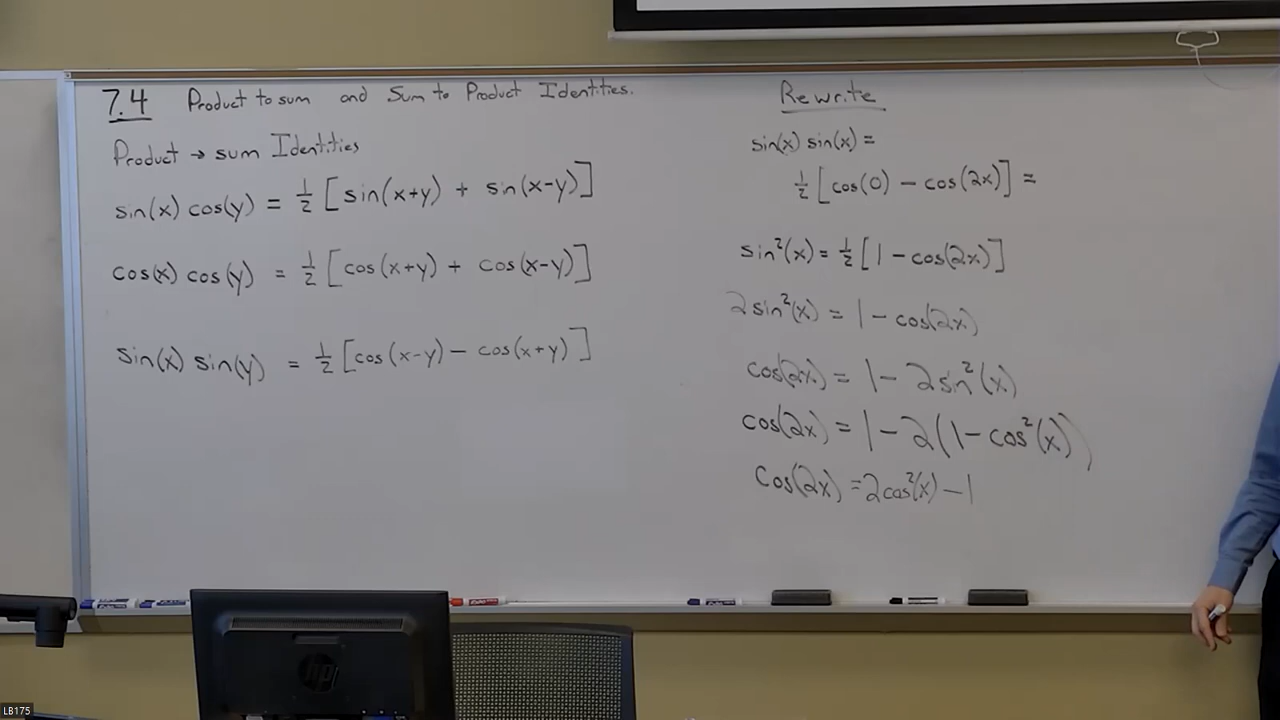 7.4 Product to sum and Sum to Product Identities.
Product → sum Identities
sin(x) cos(y) = ½ [sin(x+y) + sin(x-y)]
cos(x) cos(y) = ½ [cos(x+y) + cos(x-y)]
sin(x) sin(y) = ½ [cos(x-y) - cos(x+y)]
Rewrite
sin(x) sin(x) =
½ [cos(0) - cos(2x)] =
sin²(x) = ½ [1 - cos(2x)]
2sin²(x) = 1 - cos(2x)
cos(2x) = 1 - 2sin²(x)
cos(2x) = 1 - 2(1 - cos²(x))
cos(2x) = 2cos²(x) - 1
hp
LB175